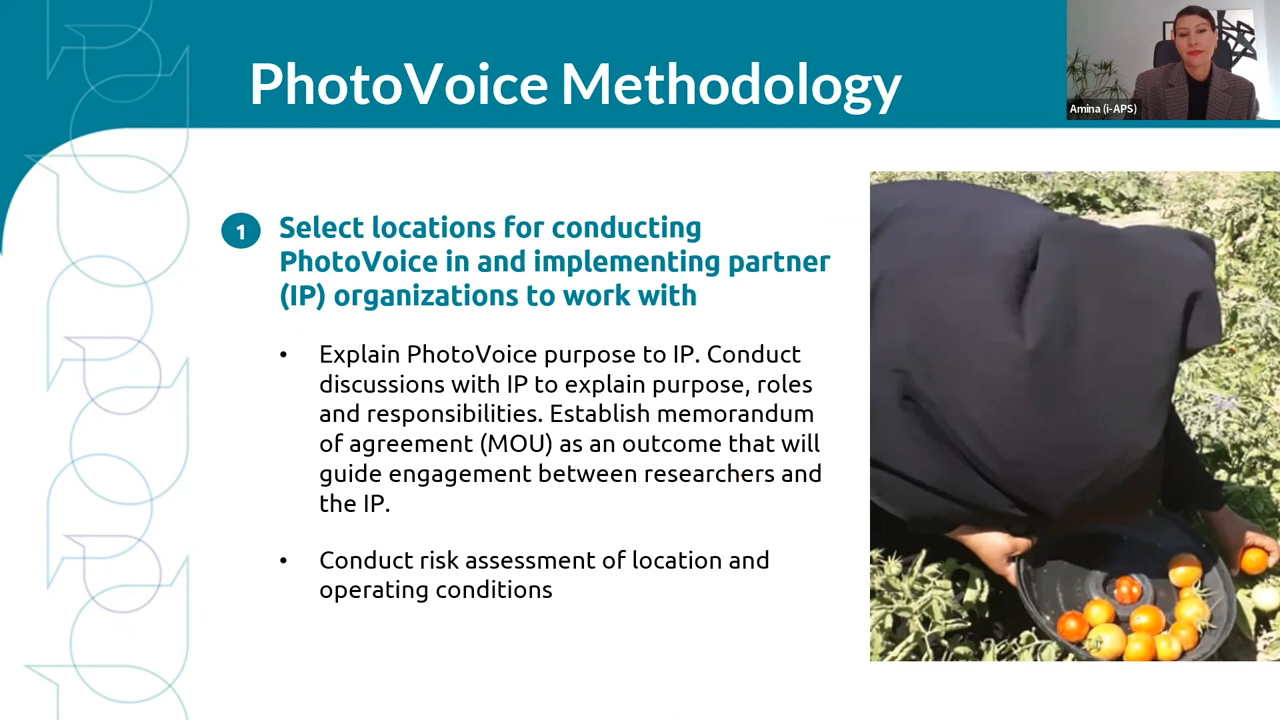 PhotoVoice Methodology
Amina (i-APS)
1
Select locations for conducting
PhotoVoice in and implementing partner
(IP) organizations to work with
• Explain PhotoVoice purpose to IP. Conduct
discussions with IP to explain purpose, roles
and responsibilities. Establish memorandum
of agreement (MOU) as an outcome that will
guide engagement between researchers and
the IP.
• Conduct risk assessment of location and
operating conditions